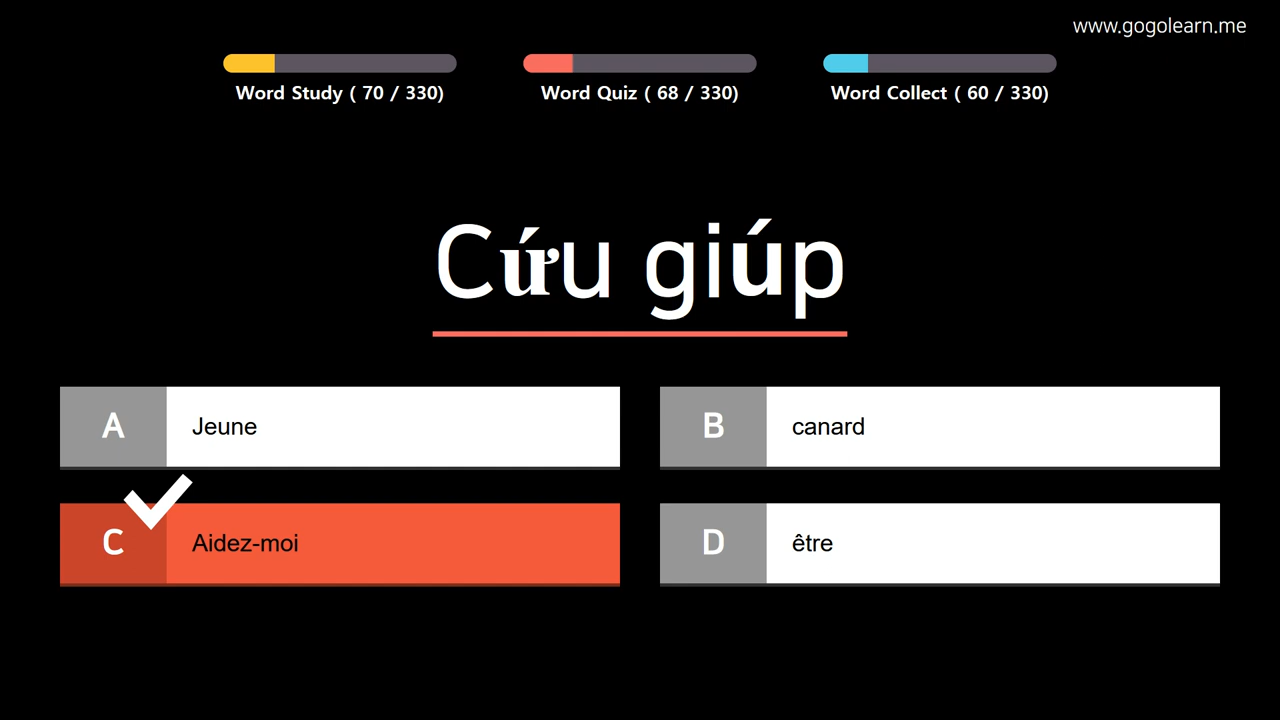 www.gogolearn.me
Word Study ( 70 / 330)
Word Quiz ( 68 / 330)
Word Collect ( 60 / 330)
Cứu giúp
A
Jeune
B
canard
C
Aidez-moi
D
être